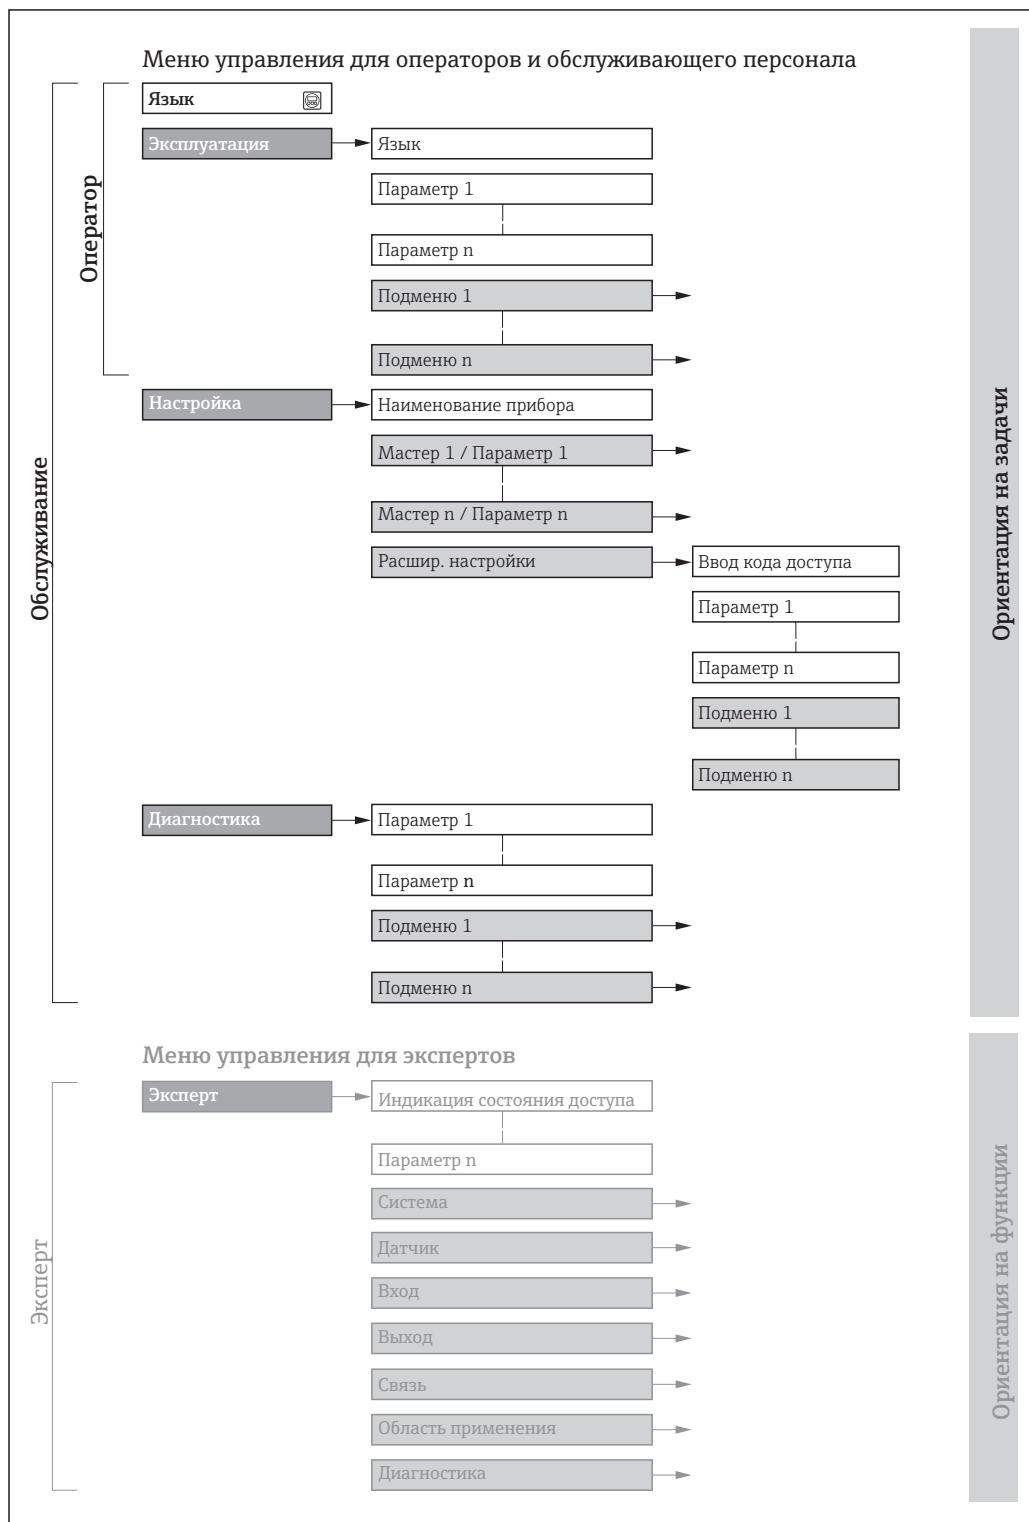 Меню управления для операторов и обслуживающего персонала
Язык
Эксплуатация
Язык
Параметр 1
Параметр n
Подменю 1
Подменю n
Оператор
Настройка
Наименование прибора
Мастер 1 / Параметр 1
Мастер n / Параметр n
Расшир. настройки
Ввод кода доступа
Параметр 1
Параметр n
Подменю 1
Подменю n
Обслуживание
Диагностика
Параметр 1
Параметр n
Подменю 1
Подменю n
Ориентация на задачи
Меню управления для экспертов
Эксперт
Индикация состояния доступа
Параметр n
Система
Датчик
Вход
Выход
Связь
Область применения
Диагностика
Эксперт
Ориентация на функции